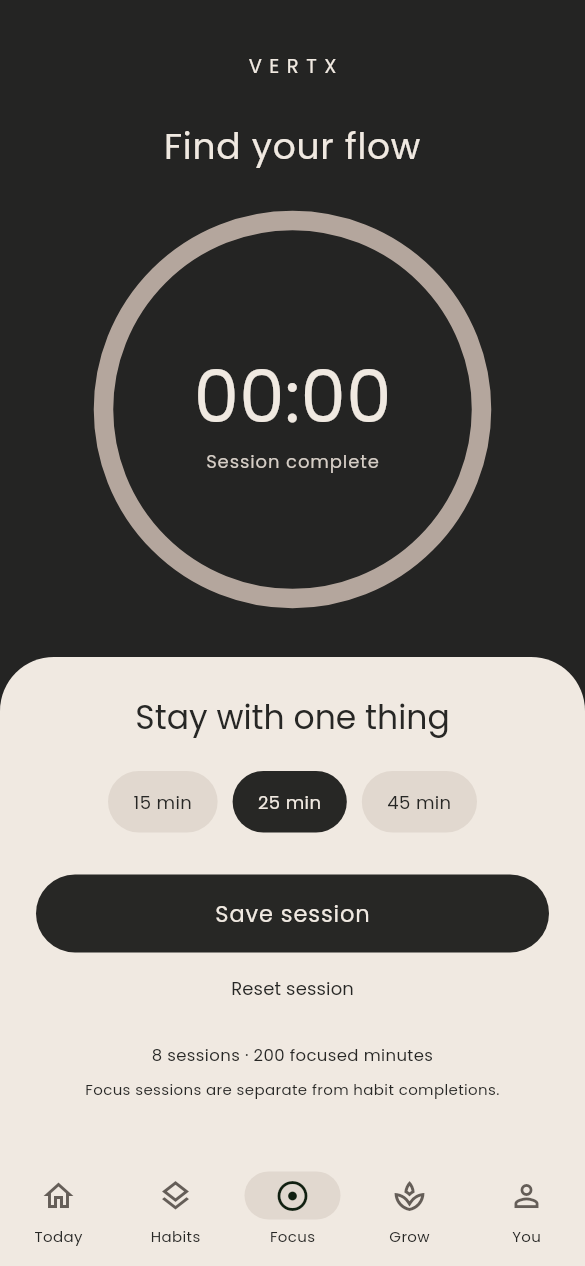 VERTX
Find your flow
00:00
Session complete
Stay with one thing
15 min
25 min
45 min
Save session
Reset session
8 sessions · 200 focused minutes
Focus sessions are separate from habit completions.
Today
Habits
Focus
Grow
You